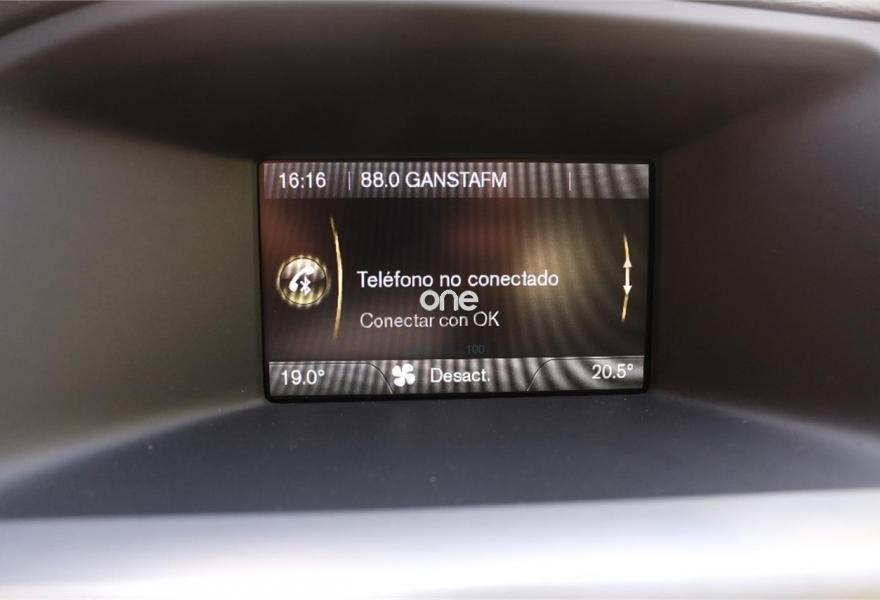 16:16 | 88.0 GANSTAFM
Teléfono no conectado
one
Conectar con OK
100
19.0° Desact. 20.5°